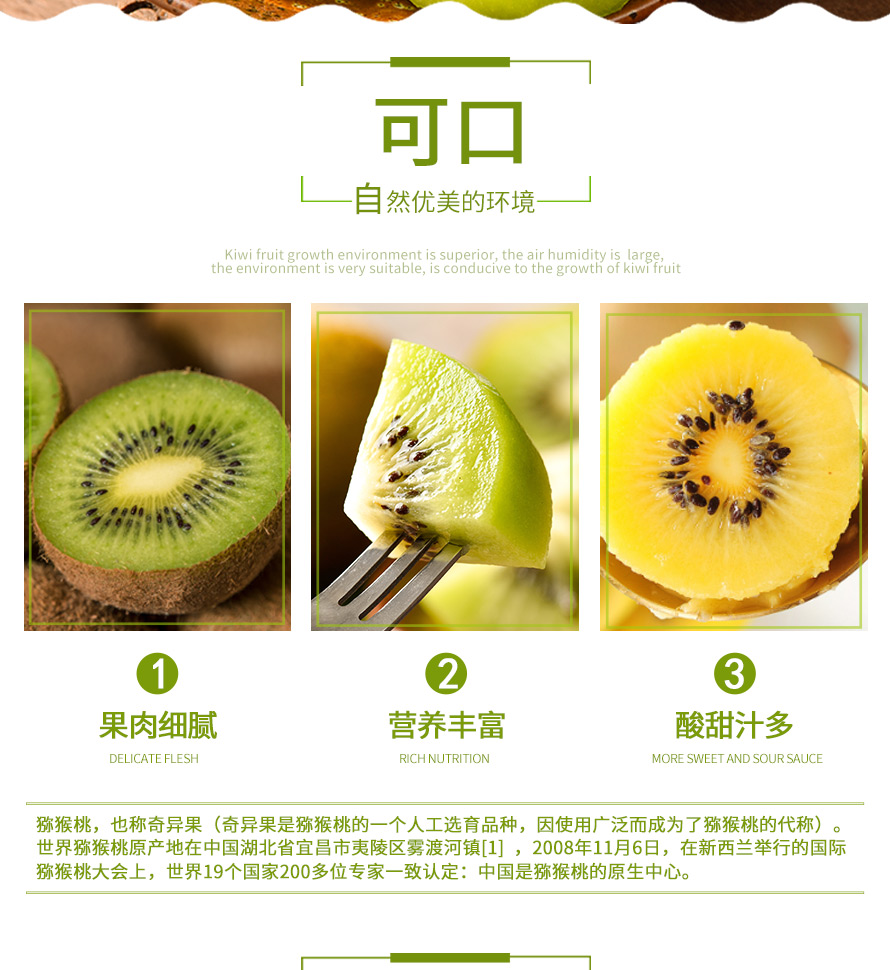 可口
自然优美的环境
Kiwi fruit growth environment is superior, the air humidity is large,
the environment is very suitable, is conducive to the growth of kiwi fruit
1
2
3
果肉细腻
营养丰富
酸甜汁多
DELICATE FLESH
RICH NUTRITION
MORE SWEET AND SOUR SAUCE
猕猴桃，也称奇异果（奇异果是猕猴桃的一个人工选育品种，因使用广泛而成为了猕猴桃的代称）。
世界猕猴桃原产地在中国湖北省宜昌市夷陵区雾渡河镇[1] ，2008年11月6日，在新西兰举行的国际
猕猴桃大会上，世界19个国家200多位专家一致认定：中国是猕猴桃的原生中心。